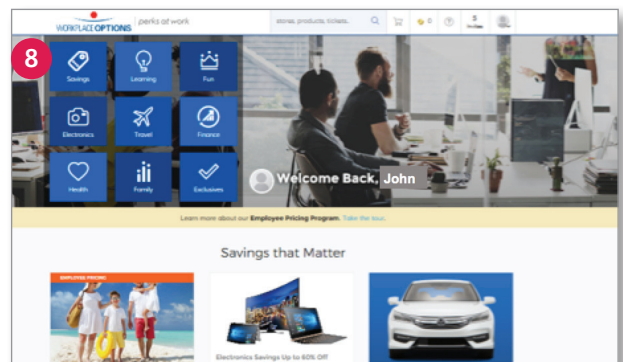 WORKPLACE OPTIONS | perks at work
stores, products, tickets..
0
5
8
Savings
Learning
Fun
Electronics
Travel
Finance
Health
Family
Exclusives
Welcome Back, John
Learn more about our Employee Pricing Program. Take the tour.
Savings that Matter
EMPLOYEE PRICING
Electronics Savings Up to 60% Off